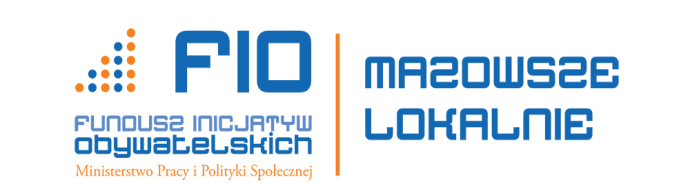 FIO
FUNDUSZ INICJATYW
obywatelskich
Ministerstwo Pracy i Polityki Społecznej
MAZOWSZE
LOKALNIE